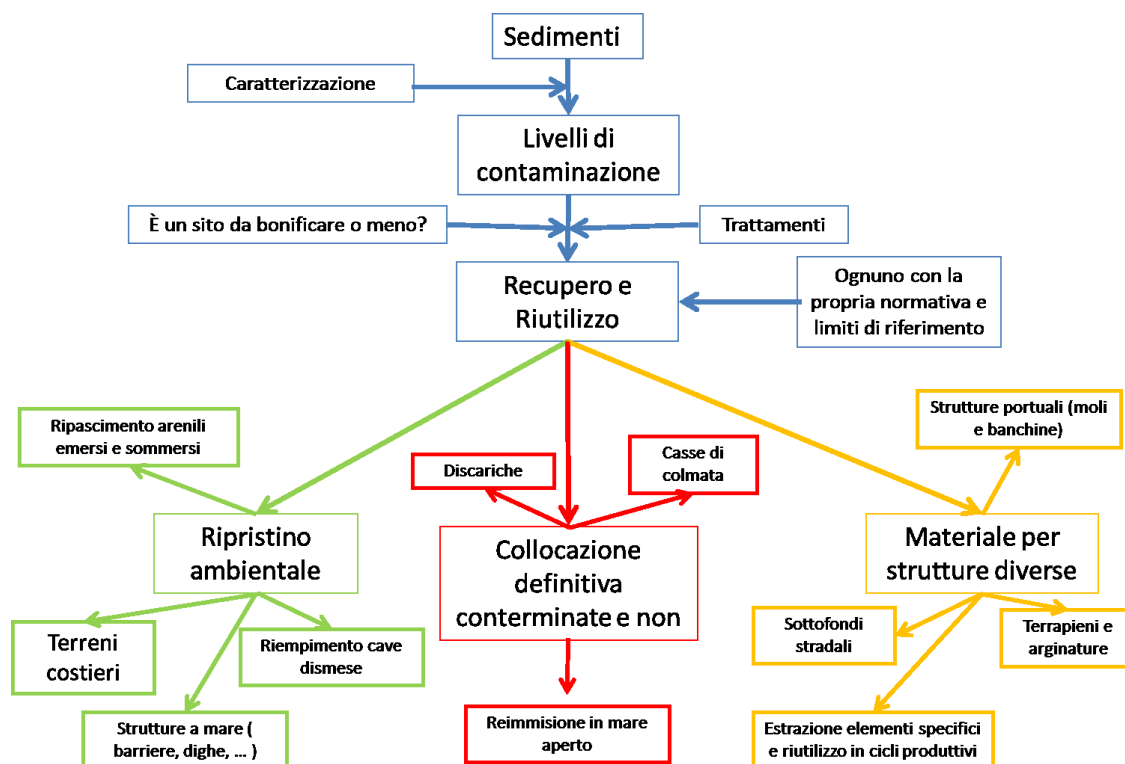 Sedimenti
Caratterizzazione
Livelli di
contaminazione
È un sito da bonificare o meno?
Trattamenti
Recupero e
Riutilizzo
Ognuno con la
propria normativa e
limiti di riferimento
Ripascimento arenili
emersi e sommersi
Discariche
Casse di
colmata
Strutture portuali (moli
e banchine)
Ripristino
ambientale
Collocazione
definitiva
conterminate e non
Materiale per
strutture diverse
Terreni
costieri
Riempimento cave
dismese
Sottofondi
stradali
Terrapieni e
arginature
Strutture a mare (
barriere, dighe, ... )
Reimmisione in mare
aperto
Estrazione elementi specifici
e riutilizzo in cicli produttivi